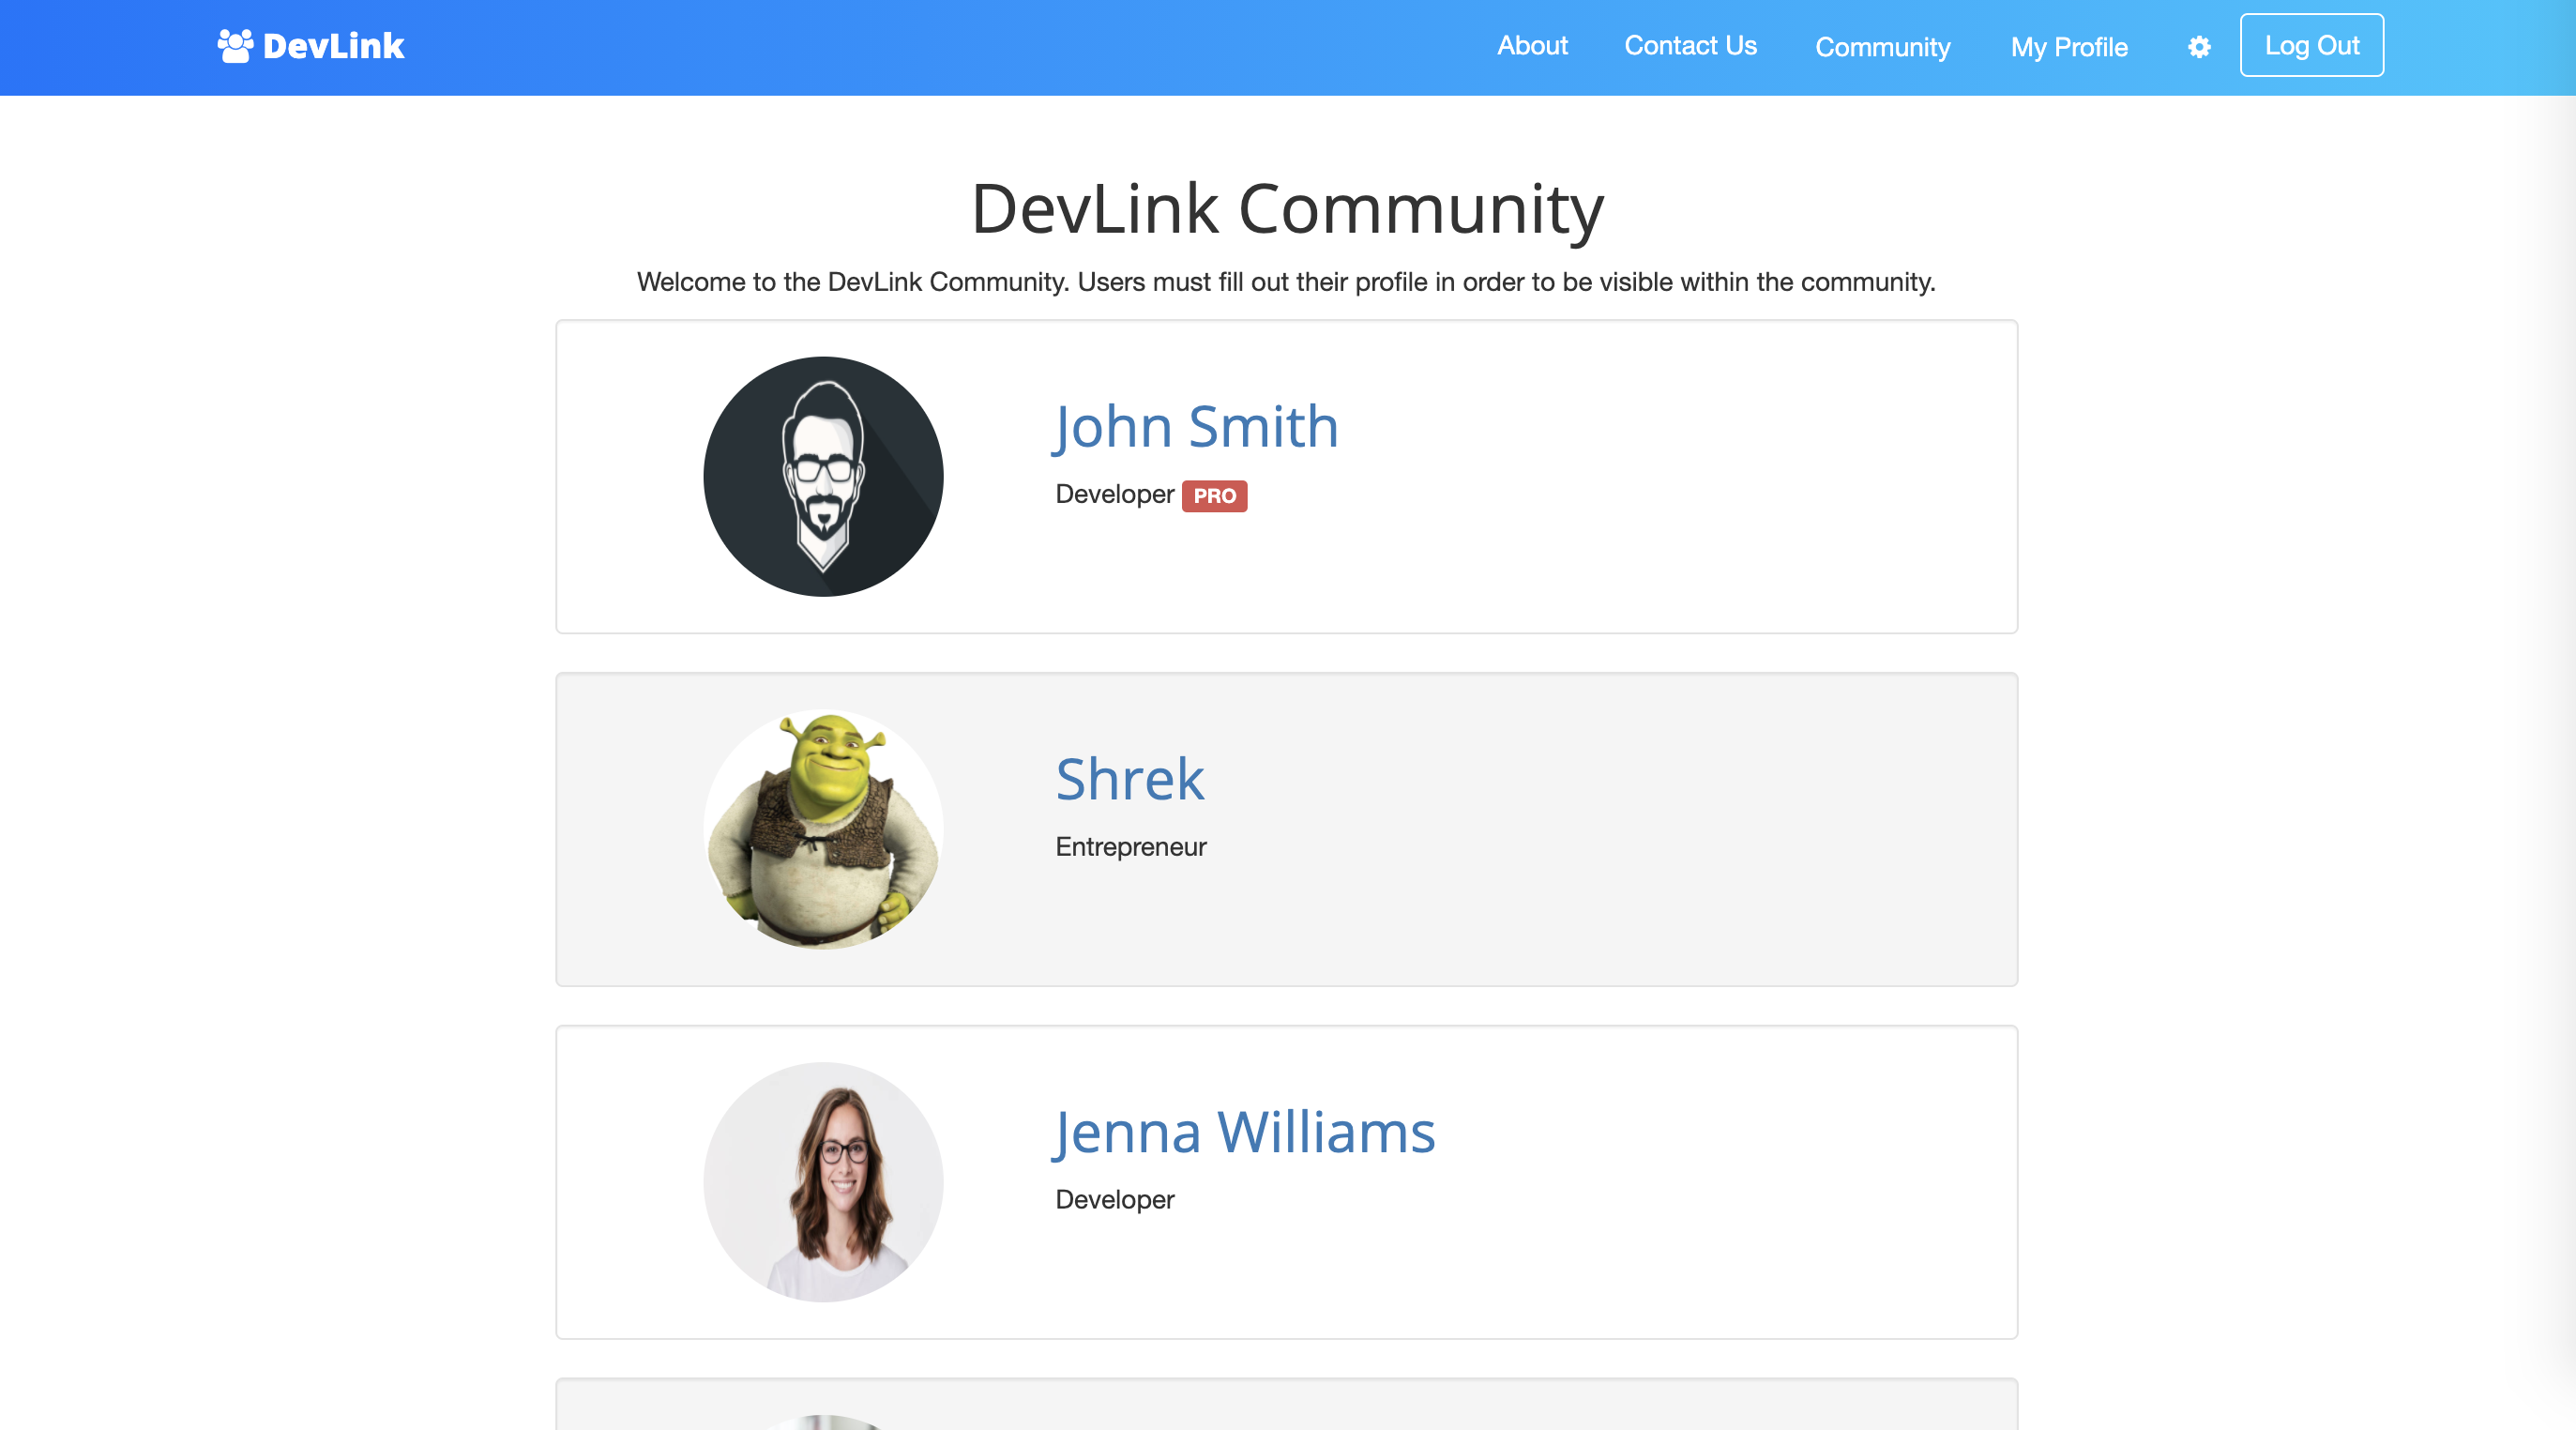 DevLink
About
Contact Us
Community
My Profile
Log Out
DevLink Community
Welcome to the DevLink Community. Users must fill out their profile in order to be visible within the community.
John Smith
Developer PRO
Shrek
Entrepreneur
Jenna Williams
Developer